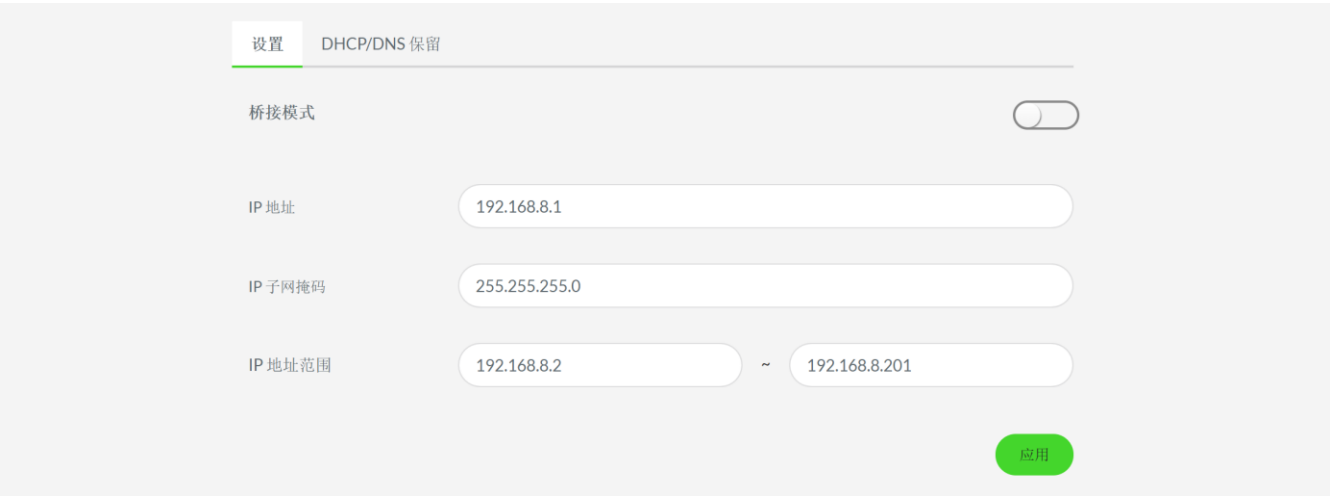 设置 DHCP/DNS 保留
桥接模式
IP 地址 192.168.8.1
IP 子网掩码 255.255.255.0
IP 地址范围 192.168.8.2 ~ 192.168.8.201
应用